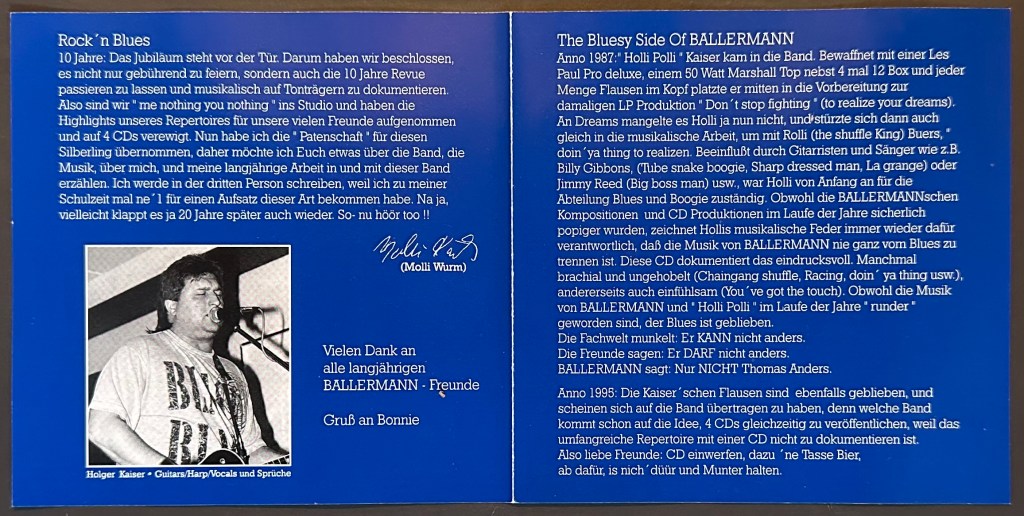 Rock´n Blues
10 Jahre: Das Jubiläum steht vor der Tür. Darum haben wir beschlossen,
es nicht nur gebührend zu feiern, sondern auch die 10 Jahre Revue
passieren zu lassen und musikalisch auf Tonträgern zu dokumentieren.
Also sind wir " me nothing you nothing " ins Studio und haben die
Highlights unseres Repertoires für unsere vielen Freunde aufgenommen
und auf 4 CDs verewigt. Nun habe ich die " Patenschaft " für diesen
Silberling übernommen, daher möchte ich Euch etwas über die Band, die
Musik, über mich, und meine langjährige Arbeit in und mit dieser Band
erzählen. Ich werde in der dritten Person schreiben, weil ich zu meiner
Schulzeit mal ne´1 für einen Aufsatz dieser Art bekommen habe. Na ja,
vielleicht klappt es ja 20 Jahre später auch wieder. So- nu höör too !!
(Molli Wurm)
BLUES
Vielen Dank an
alle langjährigen
BALLERMANN - Freunde
Gruß an Bonnie
Holger Kaiser • Guitars/Harp/Vocals und Sprüche
The Bluesy Side Of BALLERMANN
Anno 1987:" Holli Polli " Kaiser kam in die Band. Bewaffnet mit einer Les
Paul Pro deluxe, einem 50 Watt Marshall Top nebst 4 mal 12 Box und jeder
Menge Flausen im Kopf platzte er mitten in die Vorbereitung zur
damaligen LP Produktion " Don´t stop fighting " (to realize your dreams).
An Dreams mangelte es Holli ja nun nicht, und stürzte sich dann auch
gleich in die musikalische Arbeit, um mit Rolli (the shuffle King) Buers, "
doin´ya thing to realizen. Beeinflußt durch Gitarristen und Sänger wie z.B.
Billy Gibbons, (Tube snake boogie, Sharp dressed man, La grange) oder
Jimmy Reed (Big boss man) usw., war Holli von Anfang an für die
Abteilung Blues und Boogie zuständig. Obwohl die BALLERMANNschen
Kompositionen und CD Produktionen im Laufe der Jahre sicherlich
popiger wurden, zeichnet Hollis musikalische Feder immer wieder dafür
verantwortlich, daß die Musik von BALLERMANN nie ganz vom Blues zu
trennen ist. Diese CD dokumentiert das eindrucksvoll. Manchmal
brachial und ungehobelt (Chaingang shuffle, Racing, doin´ ya thing usw.),
andererseits auch einfühlsam (You´ve got the touch). Obwohl die Musik
von BALLERMANN und " Holli Polli " im Laufe der Jahre " runder "
geworden sind, der Blues ist geblieben.
Die Fachwelt munkelt: Er KANN nicht anders.
Die Freunde sagen: Er DARF nicht anders.
BALLERMANN sagt: Nur NICHT Thomas Anders.
Anno 1995: Die Kaiser´schen Flausen sind ebenfalls geblieben, und
scheinen sich auf die Band übertragen zu haben, denn welche Band
kommt schon auf die Idee, 4 CDs gleichzeitig zu veröffentlichen, weil das
umfangreiche Repertoire mit einer CD nicht zu dokumentieren ist.
Also liebe Freunde: CD einwerfen, dazu ´ne Tasse Bier,
ab dafür, is nich´düür und Munter halten.